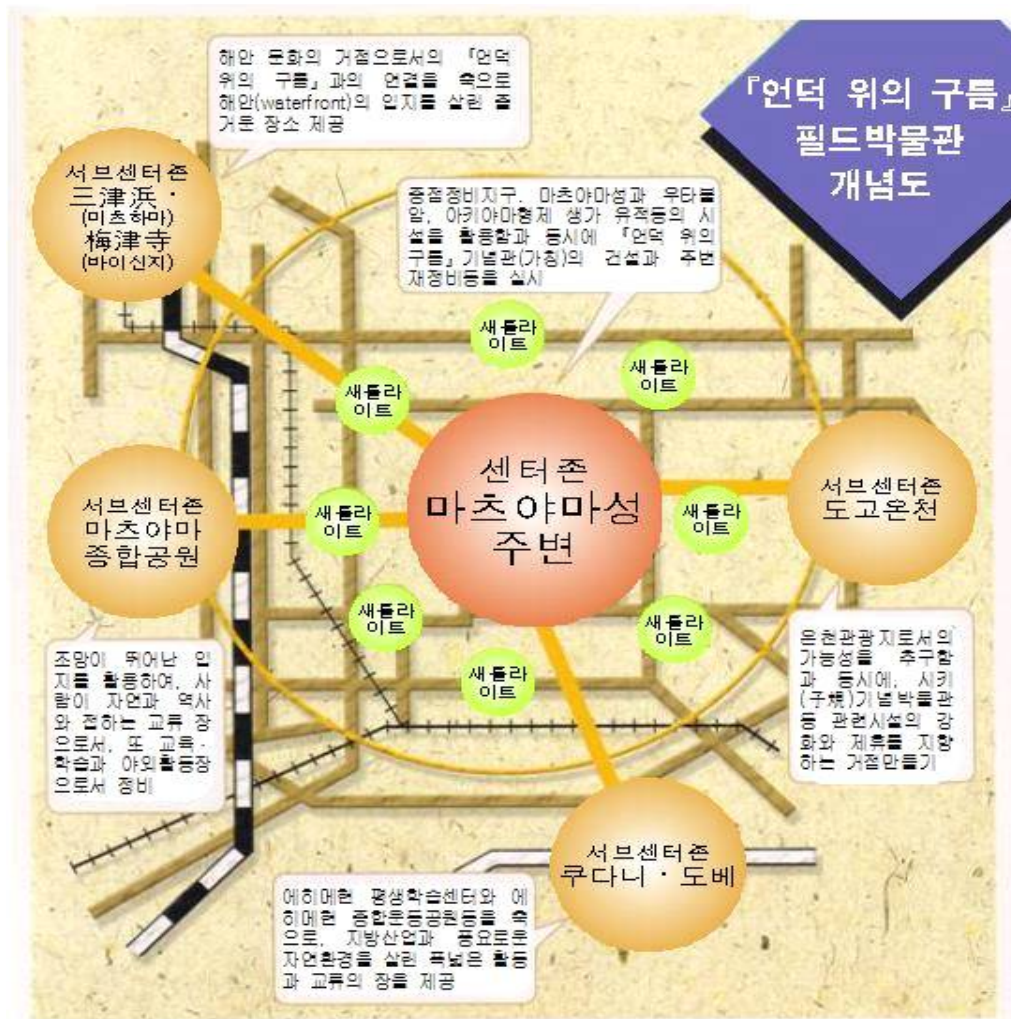 『언덕 위의 구름』
필드박물관
개념도
해안 문화의 거점으로서의 『언덕
위의 구름』과의 연결을 축으로
해안(waterfront)의 입지를 살린 즐
거운 장소 제공
서브센터존
三津浜・
(미츠하마)
梅津寺
(바이신지)
중점정비지구. 마츠야마성과 우타불
암, 아키야마형제 생가 유적등의 시
설을 활용함과 동시에 『언덕 위의
구름』기념관(가칭)의 건설과 주변
재정비등을 실시
새틀라
이트
새틀라
이트
새틀라
이트
센터존
마츠야마성
주변
서브센터존
도고온천
서브센터존
마츠야마
종합공원
새틀라
이트
새틀라
이트
새틀라
이트
새틀라
이트
새틀라
이트
조망이 뛰어난 입
지를 활용하여, 사
람이 자연과 역사
와 접하는 교류 장
으로서, 또 교육·
학습과 야외활동장
으로서 정비
온천관광지로서의
가능성을 추구함
과 동시에, 시키
(子規)기념박물관
등 관련시설의 강
화와 제휴를 지향
하는 거점만들기
서브센터존
쿠다니·도베
에히메현 평생학습센터와 에
히메현 종합운동공원등을 축
으로, 지방산업과 풍요로운
자연환경을 살린 폭넓은 활동
과 교류의 장을 제공